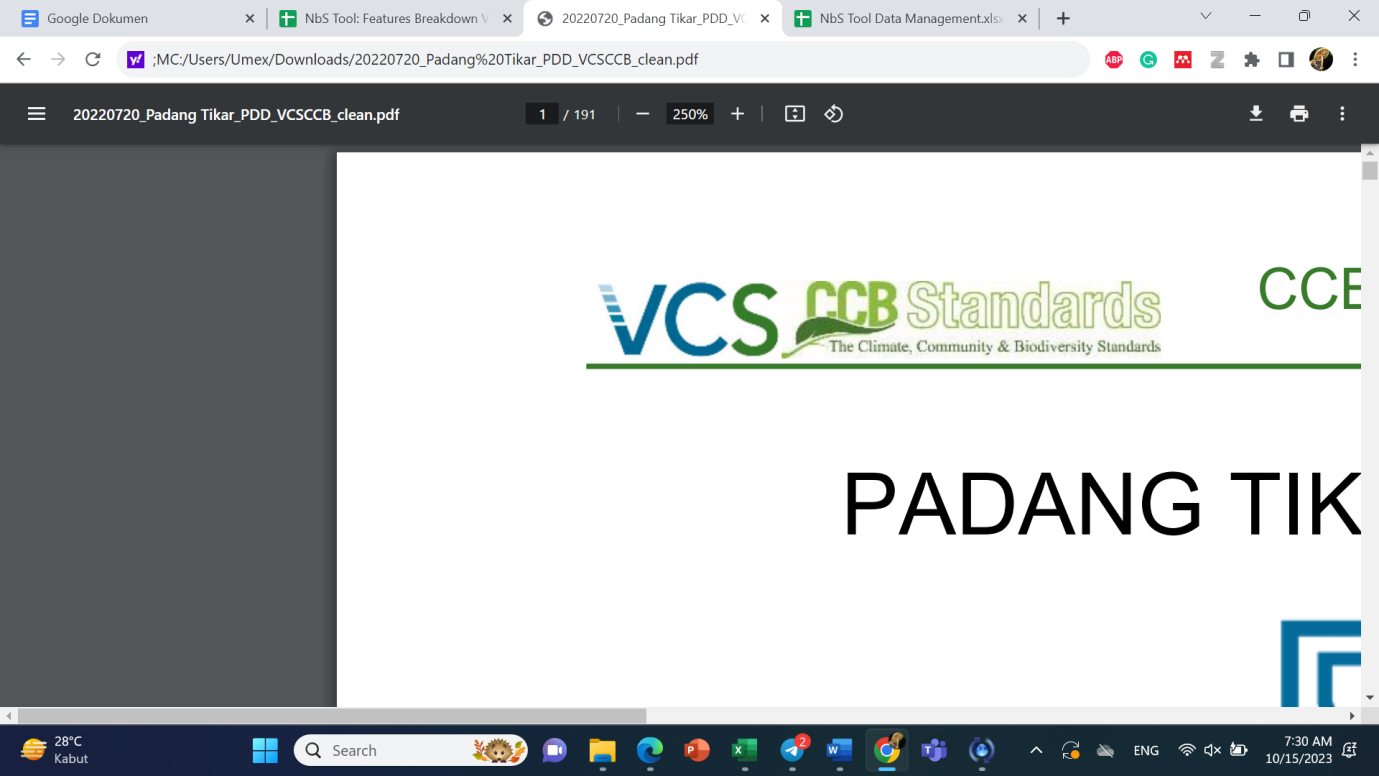 Google Dokumen
NbS Tool: Features Breakdown V
20220720_Padang Tikar_PDD_VC
NbS Tool Data Management.xlsx
;MC:/Users/Umex/Downloads/20220720_Padang%20Tikar_PDD_VCSCCB_clean.pdf
ABP
20220720_Padang Tikar_PDD_VCSCCB_clean.pdf
1 / 191
250%
VCS CCB Standards
The Climate, Community & Biodiversity Standards
CCB
PADANG TIK
28°C
Kabut
Search
2
ENG
7:30 AM
10/15/2023